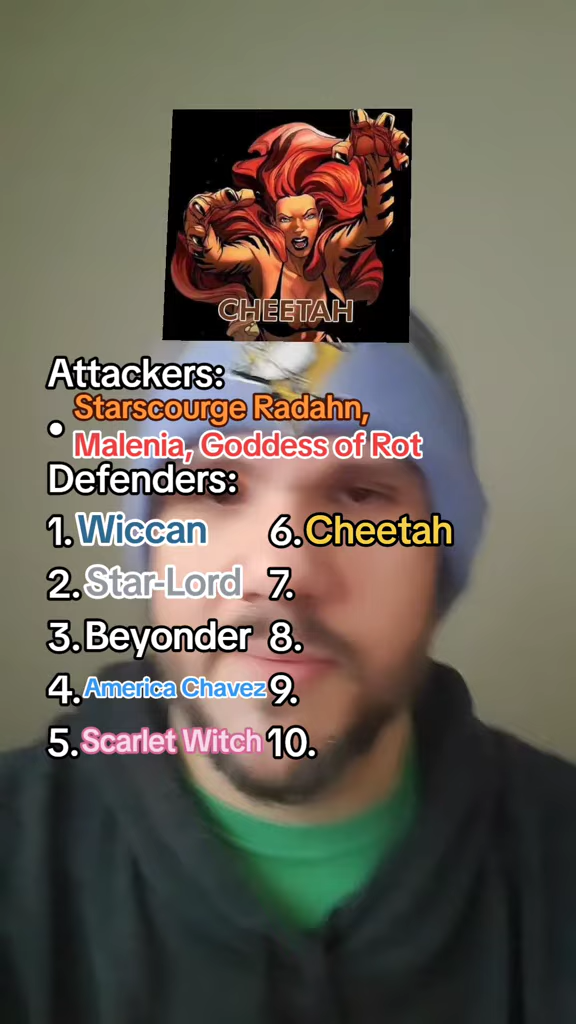 CHEETAH
Attackers:
• Starscourge Radahn,
Malenia, Goddess of Rot
Defenders:
1. Wiccan
2. Star-Lord
3. Beyonder
4. America Chavez
5. Scarlet Witch
6. Cheetah
7.
8.
9.
10.